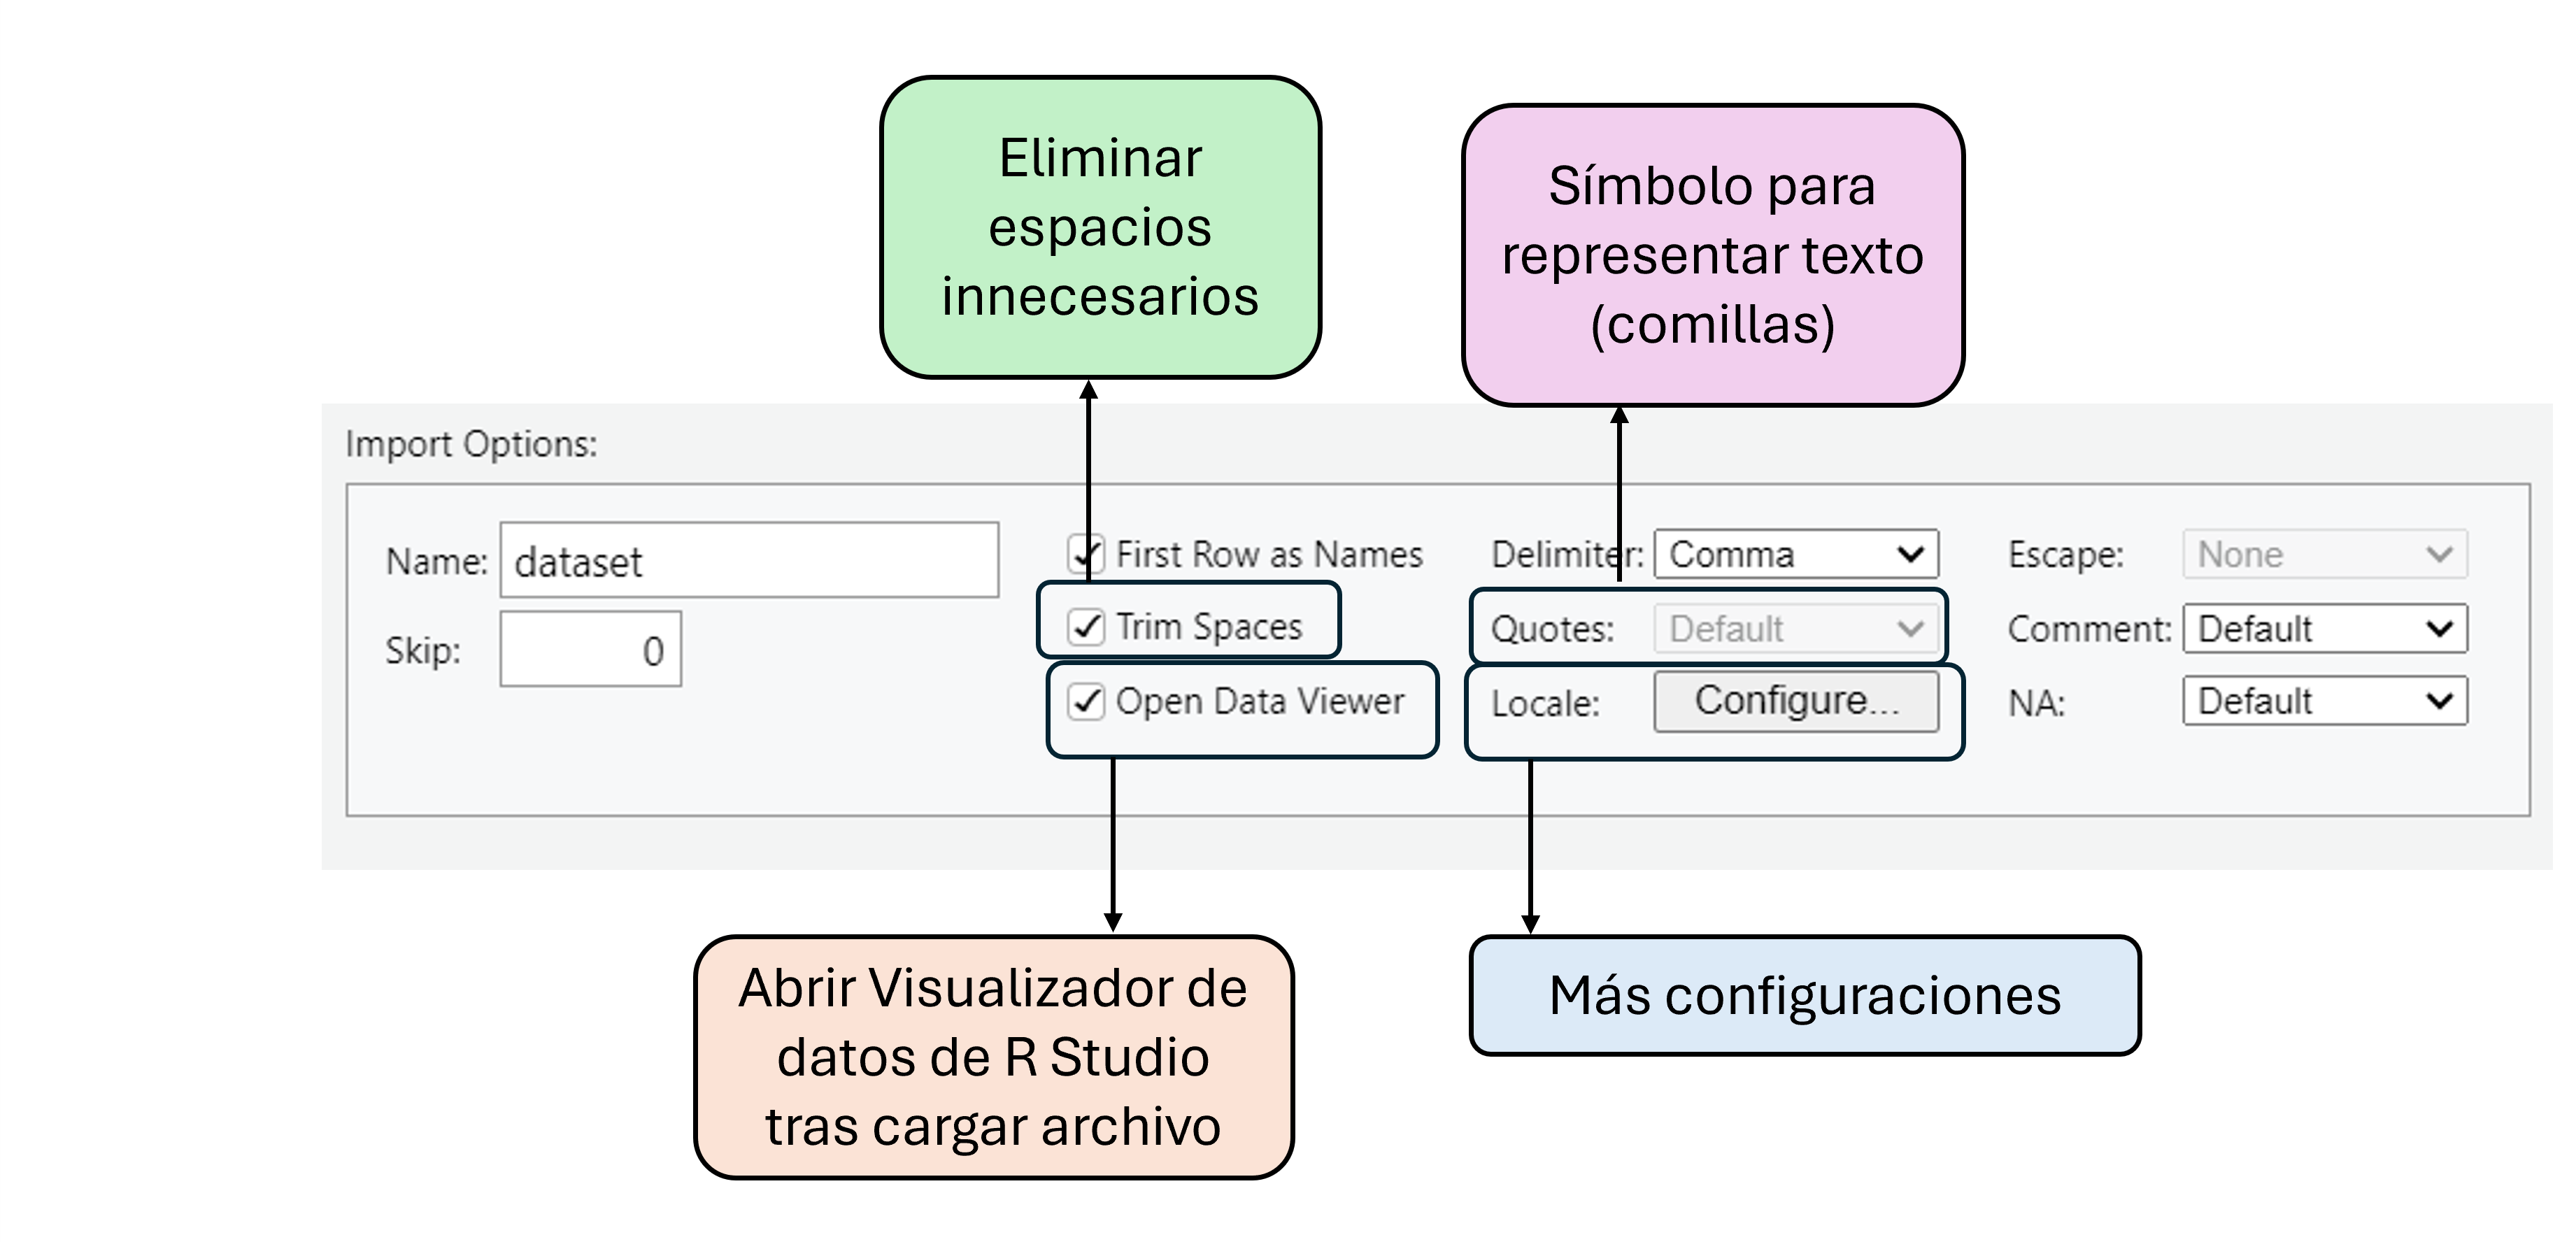 Eliminar
espacios
innecesarios
Símbolo para
representar texto
(comillas)
Import Options:
Name: dataset
Skip: 0
First Row as Names
Trim Spaces
Open Data Viewer
Delimiter: Comma
Quotes: Default
Locale: Configure...
Escape: None
Comment: Default
NA: Default
Abrir Visualizador de
datos de R Studio
tras cargar archivo
Más configuraciones